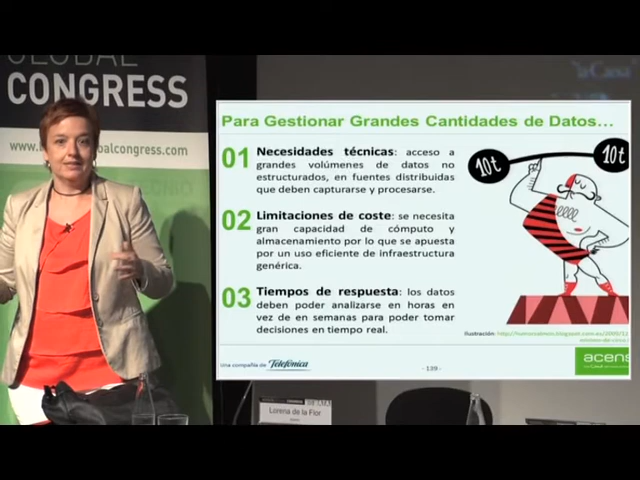 GLOBAL
CONGRESS
Para Gestionar Grandes Cantidades de Datos...
01 Necesidades técnicas: acceso a
grandes volúmenes de datos no
estructurados, en fuentes distribuidas
que deben capturarse y procesarse.
02 Limitaciones de coste: se necesita
gran capacidad de cómputo y
almacenamiento por lo que se apuesta
por un uso eficiente de infraestructura
genérica.
03 Tiempos de respuesta: los datos
deben poder analizarse en horas en
vez de en semanas para poder tomar
decisiones en tiempo real.
10t
10t
Ilustración:
Una compañía de Telefónica
- 139 -
acens
Lorena de la Flor